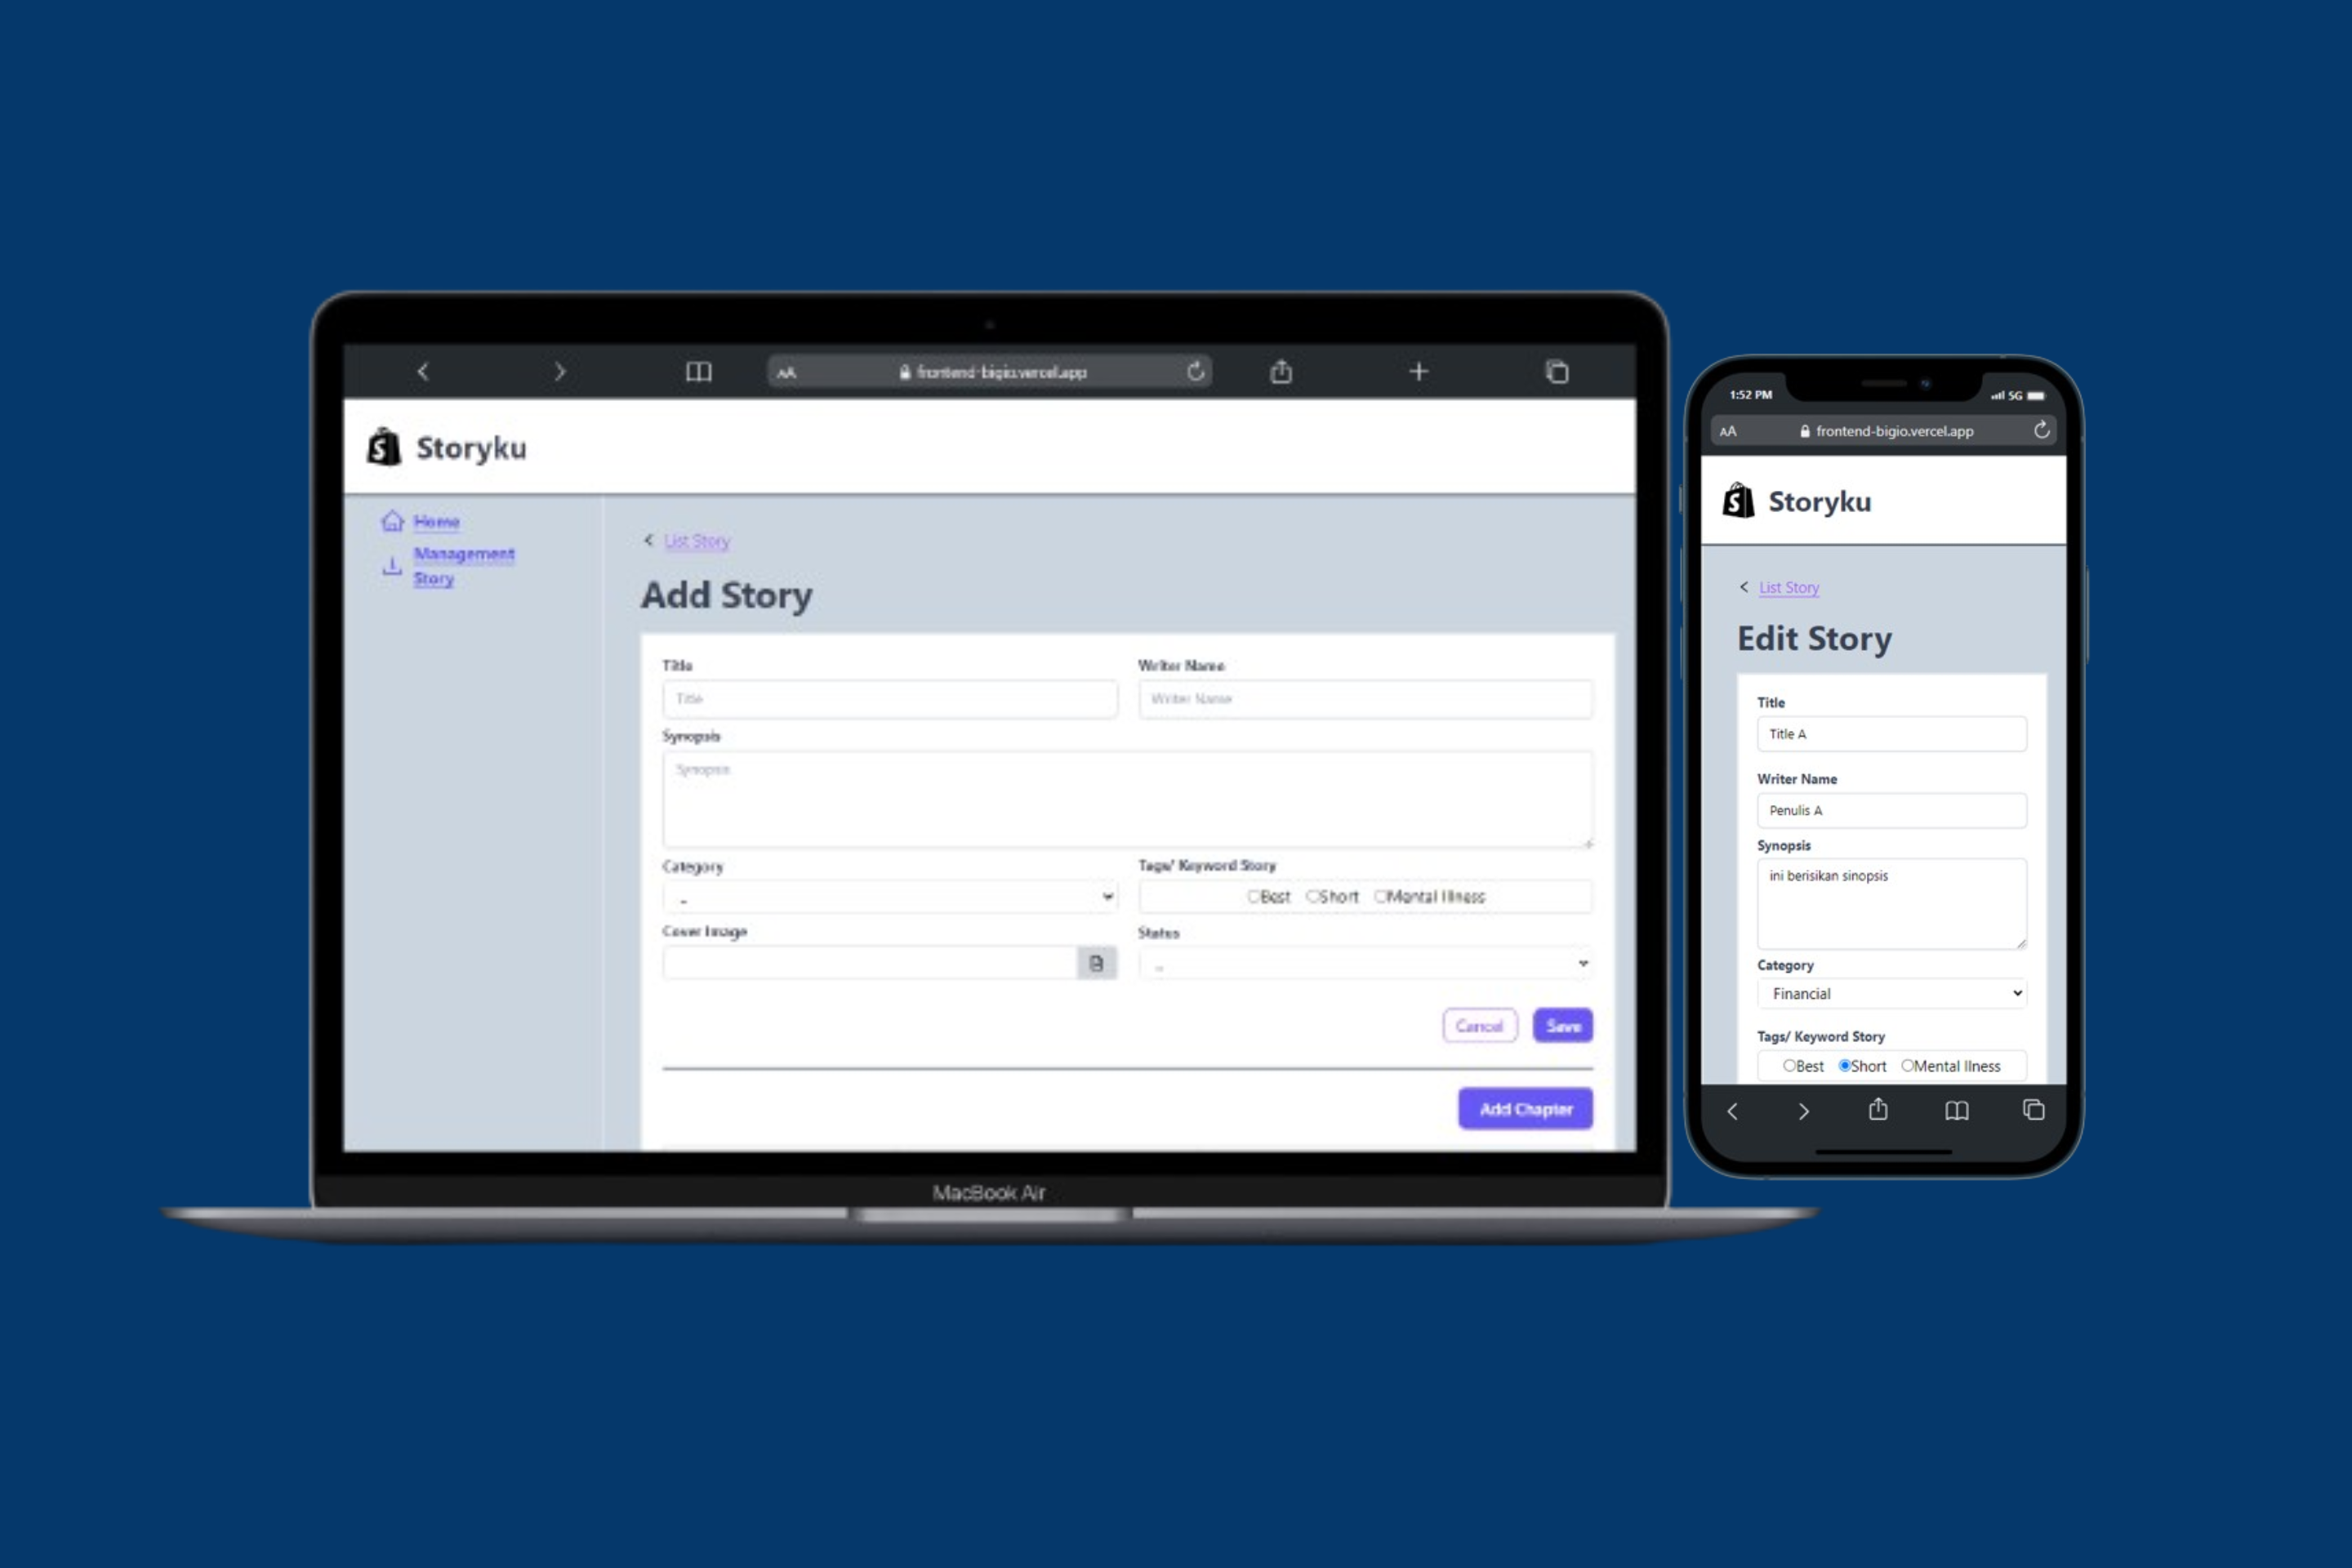 AA
frontend-bigio.vercel.app
Storyku
Home
Management
Story
List Story
Add Story
Title
Writer Name
Title
Writer Name
Synopsis
Synopsis
Category
Tags/ Keyword Story
Best Short Mental Ilness
Cover Image
Status
Cancel
Save
Add Chapter
MacBook Air
1:52 PM
5G
AA
frontend-bigio.vercel.app
Storyku
List Story
Edit Story
Title
Title A
Writer Name
Penulis A
Synopsis
ini berisikan sinopsis
Category
Financial
Tags/ Keyword Story
Best Short Mental Ilness